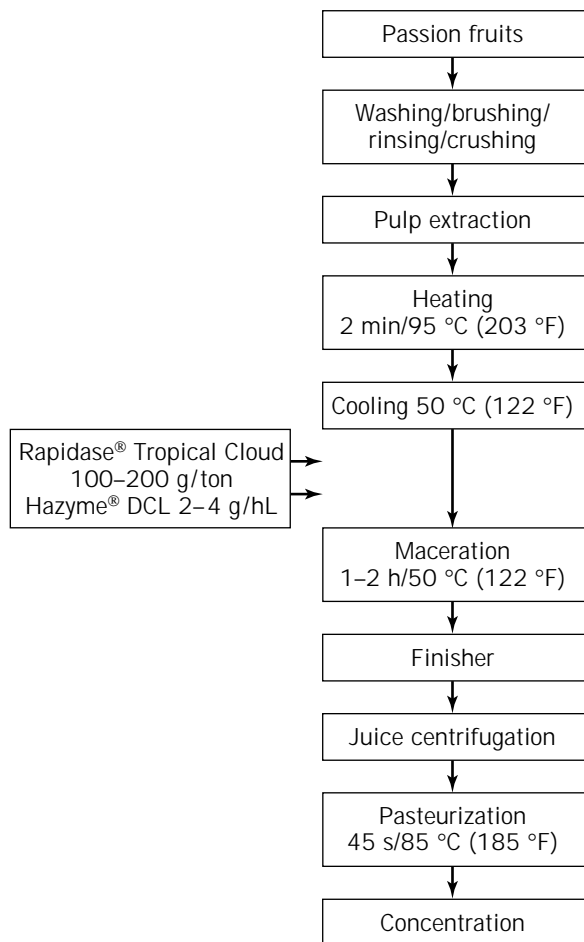 Passion fruits
Washing/brushing/
rinsing/crushing
Pulp extraction
Heating
2 min/95 °C (203 °F)
Cooling 50 °C (122 °F)
Rapidase® Tropical Cloud
100–200 g/ton
Hazyme® DCL 2–4 g/hL
Maceration
1–2 h/50 °C (122 °F)
Finisher
Juice centrifugation
Pasteurization
45 s/85 °C (185 °F)
Concentration